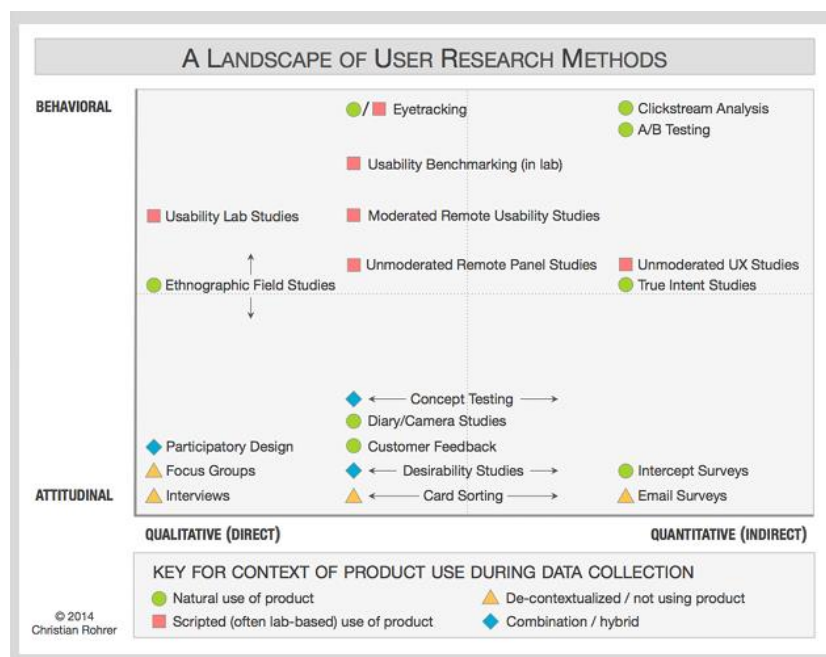 A LANDSCAPE OF USER RESEARCH METHODS
BEHAVIORAL
/ Eyetracking
Clickstream Analysis
A/B Testing
Usability Benchmarking (in lab)
Usability Lab Studies
Moderated Remote Usability Studies
Unmoderated Remote Panel Studies
Unmoderated UX Studies
Ethnographic Field Studies
True Intent Studies
Concept Testing
Diary/Camera Studies
Participatory Design
Customer Feedback
Focus Groups
Desirability Studies
Intercept Surveys
ATTITUDINAL
Interviews
Card Sorting
Email Surveys
QUALITATIVE (DIRECT)
QUANTITATIVE (INDIRECT)
KEY FOR CONTEXT OF PRODUCT USE DURING DATA COLLECTION
Natural use of product
De-contextualized / not using product
Scripted (often lab-based) use of product
Combination / hybrid
© 2014
Christian Rohrer